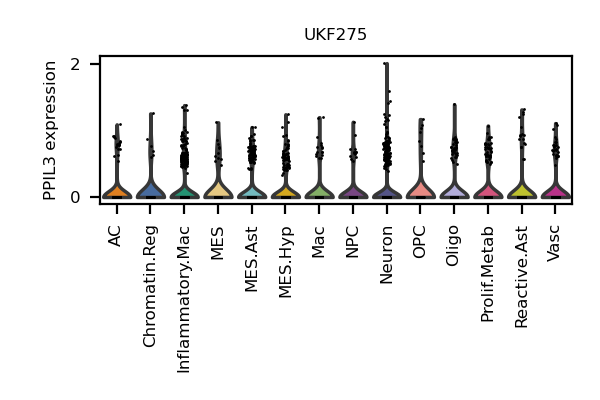 UKF275
PPIL3 expression
2
0
AC
Chromatin.Reg
Inflammatory.Mac
MES
MES.Ast
MES.Hyp
Mac
NPC
Neuron
OPC
Oligo
Prolif.Metab
Reactive.Ast
Vasc